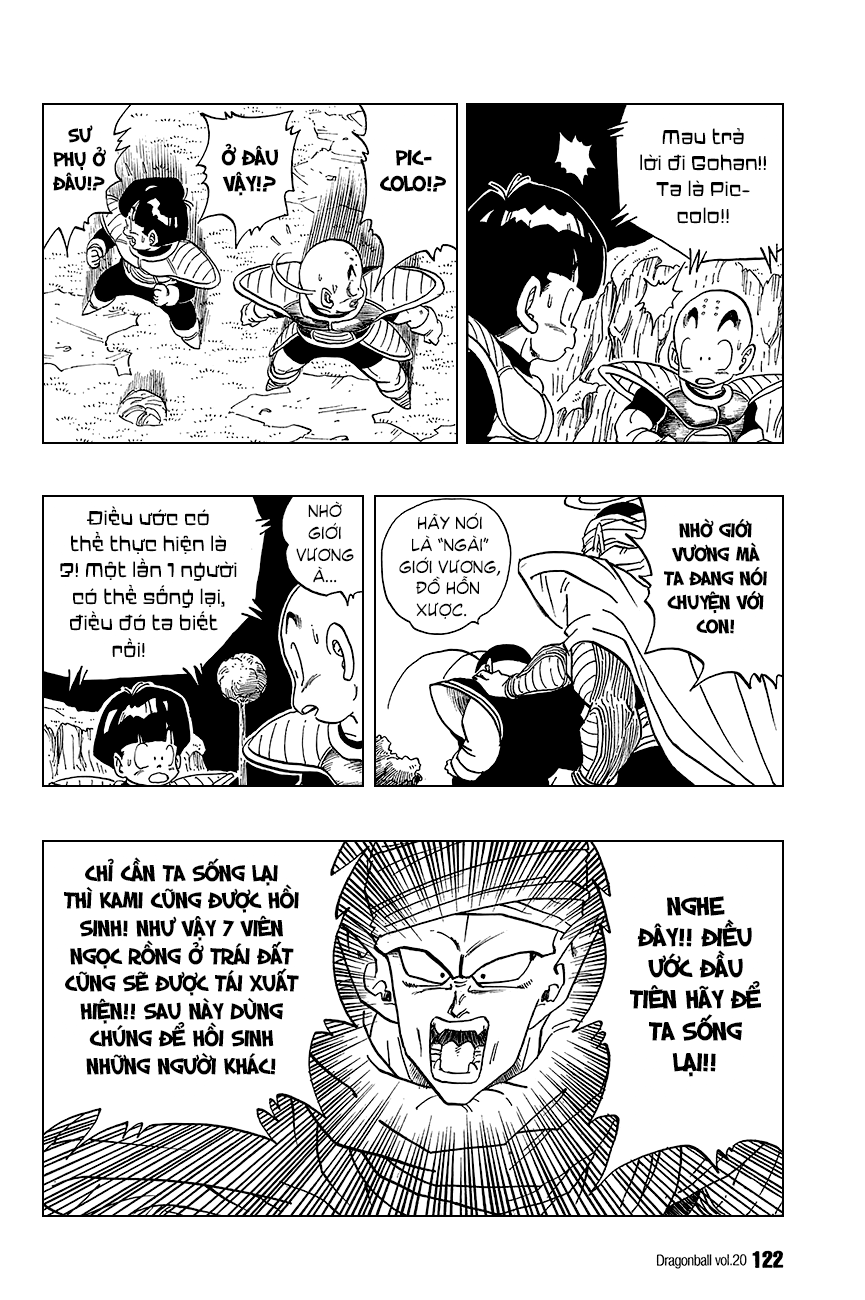 Mau trả
lời đi Gohan!!
Ta là Pic-
colo!!
PIC-
COLO!?
Ở ĐÂU
VẬY!?
SƯ
PHỤ Ở
ĐÂU!?
NHỜ GIỚI
VƯƠNG MÀ
TA ĐANG NÓI
CHUYỆN VỚI
CON!
HÃY NÓI
LÀ “NGÀI”
GIỚI VƯƠNG,
ĐỒ HỖN
XƯỢC.
NHỜ
GIỚI
VƯƠNG
À...
Điều ước có
thể thực hiện là
?! Một lần 1 người
có thể sống lại,
điều đó ta biết
rồi!
NGHE
ĐÂY!! ĐIỀU
ƯỚC ĐẦU
TIÊN HÃY ĐỂ
TA SỐNG
LẠI!!
CHỈ CẦN TA SỐNG LẠI
THÌ KAMI CŨNG ĐƯỢC HỒI
SINH! NHƯ VẬY 7 VIÊN
NGỌC RỒNG Ở TRÁI ĐẤT
CŨNG SẼ ĐƯỢC TÁI XUẤT
HIỆN!! SAU NÀY DÙNG
CHÚNG ĐỂ HỒI SINH
NHỮNG NGƯỜI KHÁC!
Dragonball vol.20 122